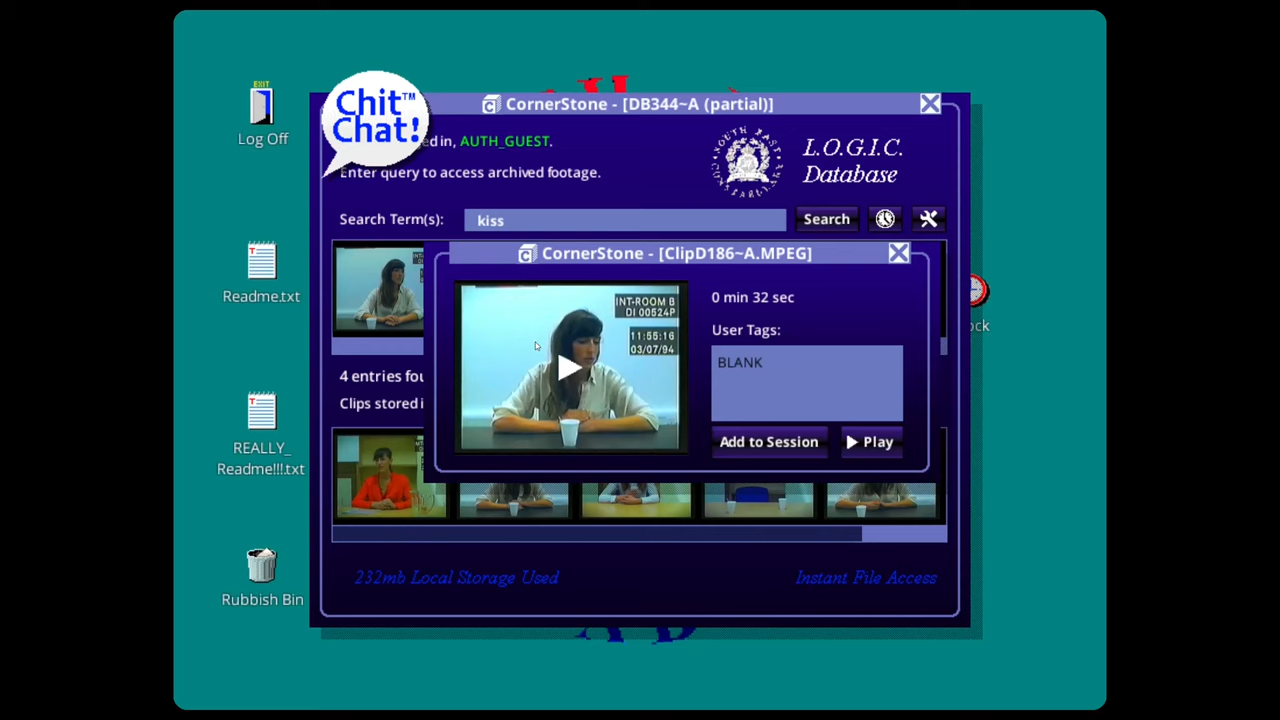 EXIT
Log Off
Readme.txt
REALLY_
Readme!!!.txt
Rubbish Bin
Chit™
Chat!
CornerStone - [DB344~A (partial)]
ed in, AUTH_GUEST.
Enter query to access archived footage.
L.O.G.I.C.
Database
Search Term(s):
kiss
Search
CornerStone - [ClipD186~A.MPEG]
INT-ROOM B
DI 00524P
11:55:16
03/07/94
0 min 32 sec
User Tags:
BLANK
Add to Session
Play
4 entries fou
Clips stored i
232mb Local Storage Used
Instant File Access
ock